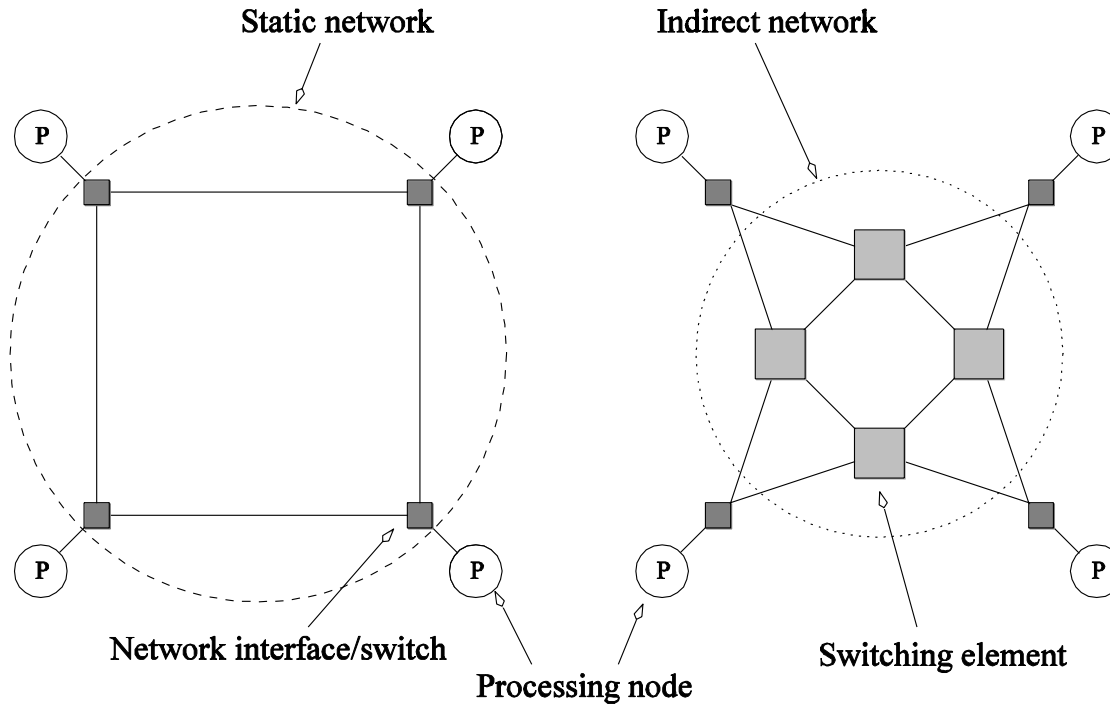 Static network
Indirect network
P
P
P
P
P
P
P
P
Network interface/switch
Switching element
Processing node